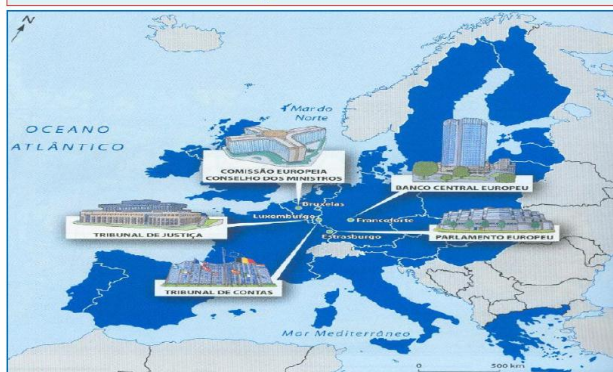 N
OCEANO
ATLÂNTICO
Mar do
Norte
COMISSÃO EUROPEIA
CONSELHO DOS MINISTROS
BANCO CENTRAL EUROPEU
Bruxelas
Luxemburgo
Francoforte
TRIBUNAL DE JUSTIÇA
Estrasburgo
PARLAMENTO EUROPEU
TRIBUNAL DE CONTAS
Mar Mediterrâneo
0 500 km